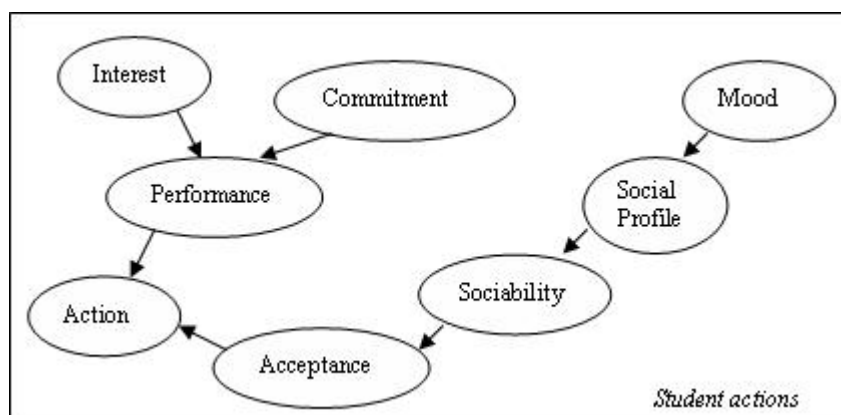 Interest
Commitment
Mood
Performance
Social
Profile
Sociability
Action
Acceptance
Student actions